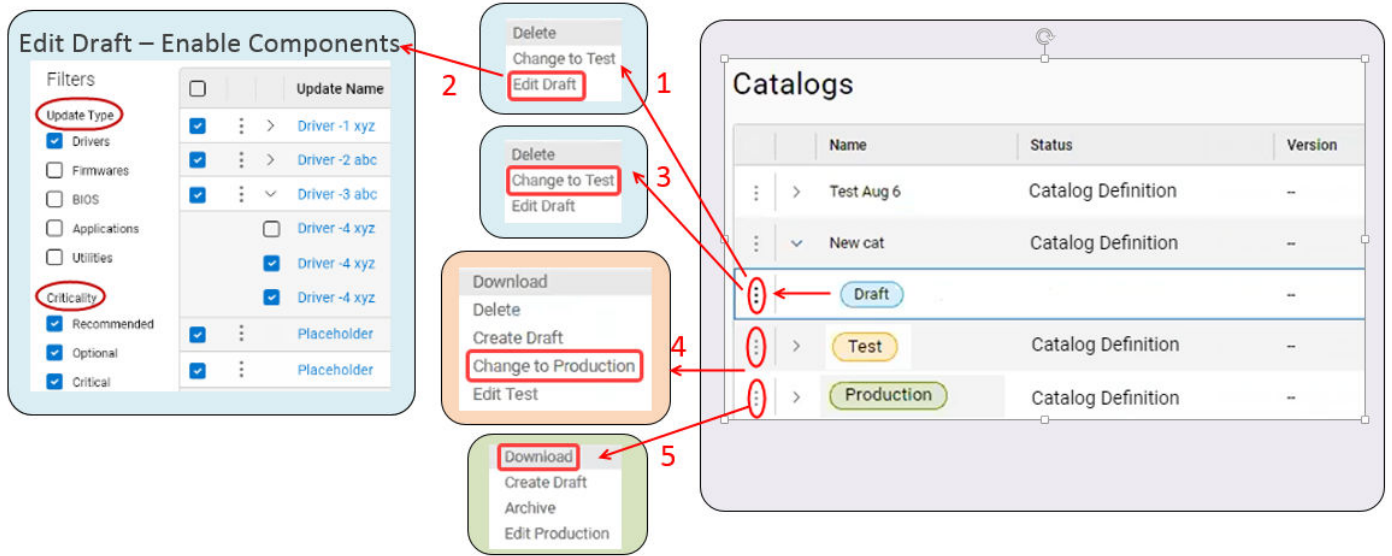 Edit Draft – Enable Components
Filters
Update Type
Drivers
Firmwares
BIOS
Applications
Utilities
Criticality
Recommended
Optional
Critical
Update Name
Driver -1 xyz
Driver -2 abc
Driver -3 abc
Driver -4 xyz
Driver -4 xyz
Driver -4 xyz
Placeholder
Placeholder
2
Delete
Change to Test
Edit Draft
1
Delete
Change to Test
Edit Draft
3
Download
Delete
Create Draft
Change to Production
Edit Test
4
Download
Create Draft
Archive
Edit Production
5
Catalogs
Name Status Version
Test Aug 6 Catalog Definition --
New cat Catalog Definition --
Draft --
Test Catalog Definition --
Production Catalog Definition --